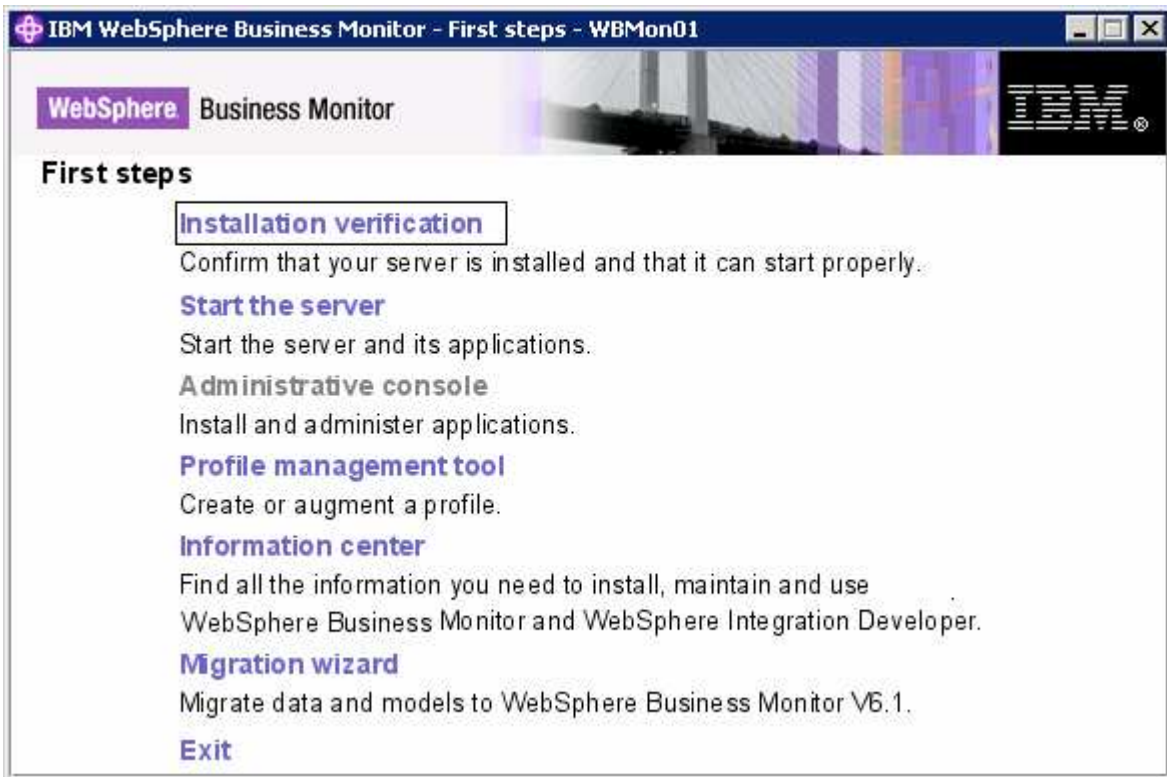 IBM WebSphere Business Monitor - First steps - WBMon01
WebSphere. Business Monitor
IBM®
First steps
Installation verification
Confirm that your server is installed and that it can start properly.
Start the server
Start the server and its applications.
Administrative console
Install and administer applications.
Profile management tool
Create or augment a profile.
Information center
Find all the information you need to install, maintain and use
WebSphere Business Monitor and WebSphere Integration Developer.
Migration wizard
Migrate data and models to WebSphere Business Monitor V6.1.
Exit